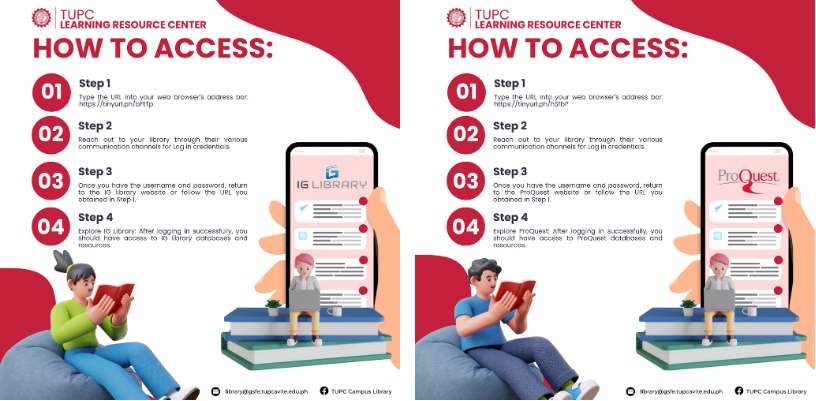 TUPC
LEARNING RESOURCE CENTER
HOW TO ACCESS:
01
Step 1
Type the URL into your web browser's address bar.
02
Step 2
Reach out to your library through their various
communication channels for Log in credentials.
03
Step 3
Once you have the username and password, return
to the IG library website or follow the URL you
obtained in Step 1.
04
Step 4
Explore IG Library: After logging in successfully, you
should have access to IG library databases and
resources.
IG LIBRARY
library@gsfe.tupcavite.edu.ph
TUPC Campus Library
TUPC
LEARNING RESOURCE CENTER
HOW TO ACCESS:
01
Step 1
Type the URL into your web browser's address bar.
02
Step 2
Reach out to your library through their various
communication channels for Log in credentials.
03
Step 3
Once you have the username and password, return
to the ProQuest website or follow the URL you
obtained in Step 1.
04
Step 4
Explore ProQuest: After logging in successfully, you
should have access to ProQuest databases and
resources.
ProQuest
library@gsfe.tupcavite.edu.ph
TUPC Campus Library